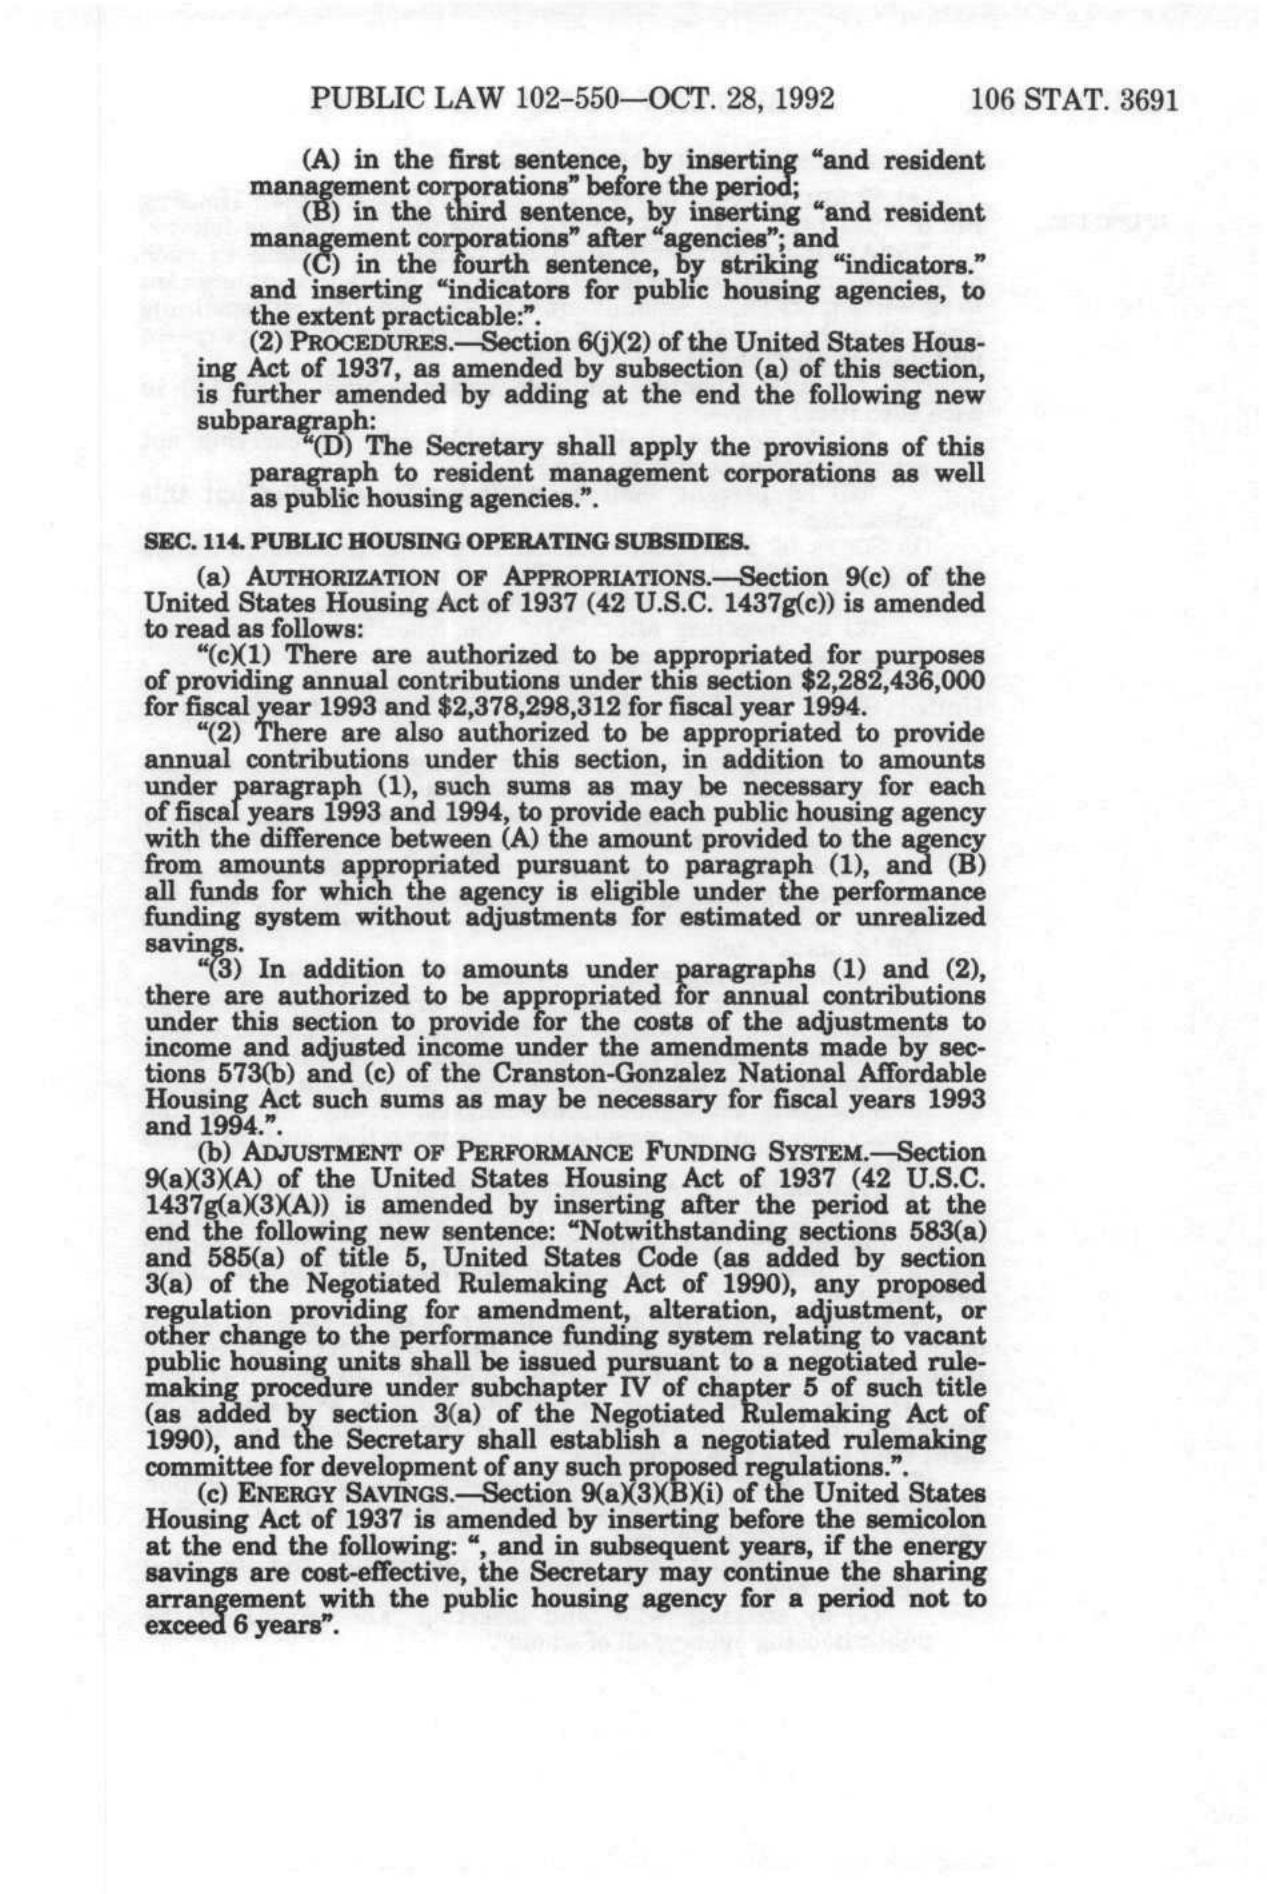 PUBLIC LAW 102–550—OCT. 28, 1992 106 STAT. 3691
(A) in the first sentence, by inserting “and resident
management corporations” before the period;
(B) in the third sentence, by inserting “and resident
management corporations” after “agencies”; and
(C) in the fourth sentence, by striking “indicators.”
and inserting “indicators for public housing agencies, to
the extent practicable:”.
(2) PROCEDURES.—Section 6(j)(2) of the United States Hous-
ing Act of 1937, as amended by subsection (a) of this section,
is further amended by adding at the end the following new
subparagraph:
“(D) The Secretary shall apply the provisions of this
paragraph to resident management corporations as well
as public housing agencies.”.
SEC. 114. PUBLIC HOUSING OPERATING SUBSIDIES.
(a) AUTHORIZATION OF APPROPRIATIONS.—Section 9(c) of the
United States Housing Act of 1937 (42 U.S.C. 1437g(c)) is amended
to read as follows:
“(c)(1) There are authorized to be appropriated for purposes
of providing annual contributions under this section $2,282,436,000
for fiscal year 1993 and $2,378,298,312 for fiscal year 1994.
“(2) There are also authorized to be appropriated to provide
annual contributions under this section, in addition to amounts
under paragraph (1), such sums as may be necessary for each
of fiscal years 1993 and 1994, to provide each public housing agency
with the difference between (A) the amount provided to the agency
from amounts appropriated pursuant to paragraph (1), and (B)
all funds for which the agency is eligible under the performance
funding system without adjustments for estimated or unrealized
savings.
“(3) In addition to amounts under paragraphs (1) and (2),
there are authorized to be appropriated for annual contributions
under this section to provide for the costs of the adjustments to
income and adjusted income under the amendments made by sec-
tions 573(b) and (c) of the Cranston-Gonzalez National Affordable
Housing Act such sums as may be necessary for fiscal years 1993
and 1994.”.
(b) ADJUSTMENT OF PERFORMANCE FUNDING SYSTEM.—Section
9(a)(3)(A) of the United States Housing Act of 1937 (42 U.S.C.
1437g(a)(3)(A)) is amended by inserting after the period at the
end the following new sentence: “Notwithstanding sections 583(a)
and 585(a) of title 5, United States Code (as added by section
3(a) of the Negotiated Rulemaking Act of 1990), any proposed
regulation providing for amendment, alteration, adjustment, or
other change to the performance funding system relating to vacant
public housing units shall be issued pursuant to a negotiated rule-
making procedure under subchapter IV of chapter 5 of such title
(as added by section 3(a) of the Negotiated Rulemaking Act of
1990), and the Secretary shall establish a negotiated rulemaking
committee for development of any such proposed regulations.”.
(c) ENERGY SAVINGS.—Section 9(a)(3)(B)(i) of the United States
Housing Act of 1937 is amended by inserting before the semicolon
at the end the following: “, and in subsequent years, if the energy
savings are cost-effective, the Secretary may continue the sharing
arrangement with the public housing agency for a period not to
exceed 6 years”.